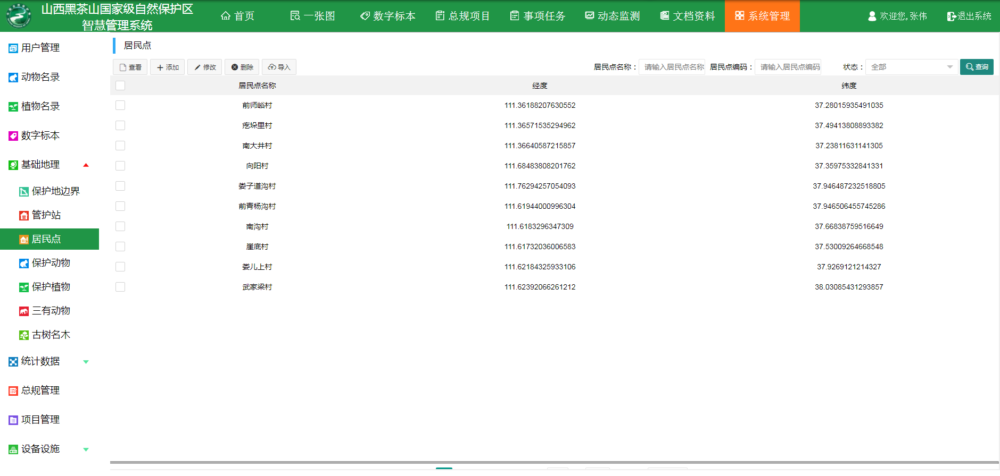 山西黑茶山国家级自然保护区
智慧管理系统
首页
一张图
数字标本
总规项目
事项任务
动态监测
文档资料
系统管理
欢迎您, 张伟
退出系统
用户管理
动物名录
植物名录
数字标本
基础地理
保护地边界
管护站
居民点
保护动物
保护植物
三有动物
古树名木
统计数据
总规管理
项目管理
设备设施
居民点
查看 添加 修改 删除 导入
居民点名称： 请输入居民点名称 居民点编码： 请输入居民点编码 状态： 全部 查询
居民点名称 经度 纬度
前师峪村 111.36188207630552 37.28015935491035
疙垛里村 111.36571535294962 37.49413808893382
南大井村 111.36640587215857 37.23811631141305
向阳村 111.68483808201762 37.35975332841331
娄子道沟村 111.76294257054093 37.946487232518805
前青杨沟村 111.61944000996304 37.946506455745286
南沟村 111.6183296347309 37.66838759516649
崖底村 111.61732036006583 37.53009264668548
娄儿上村 111.62184325933106 37.9269121214327
武家梁村 111.62392066261212 38.03085431293857